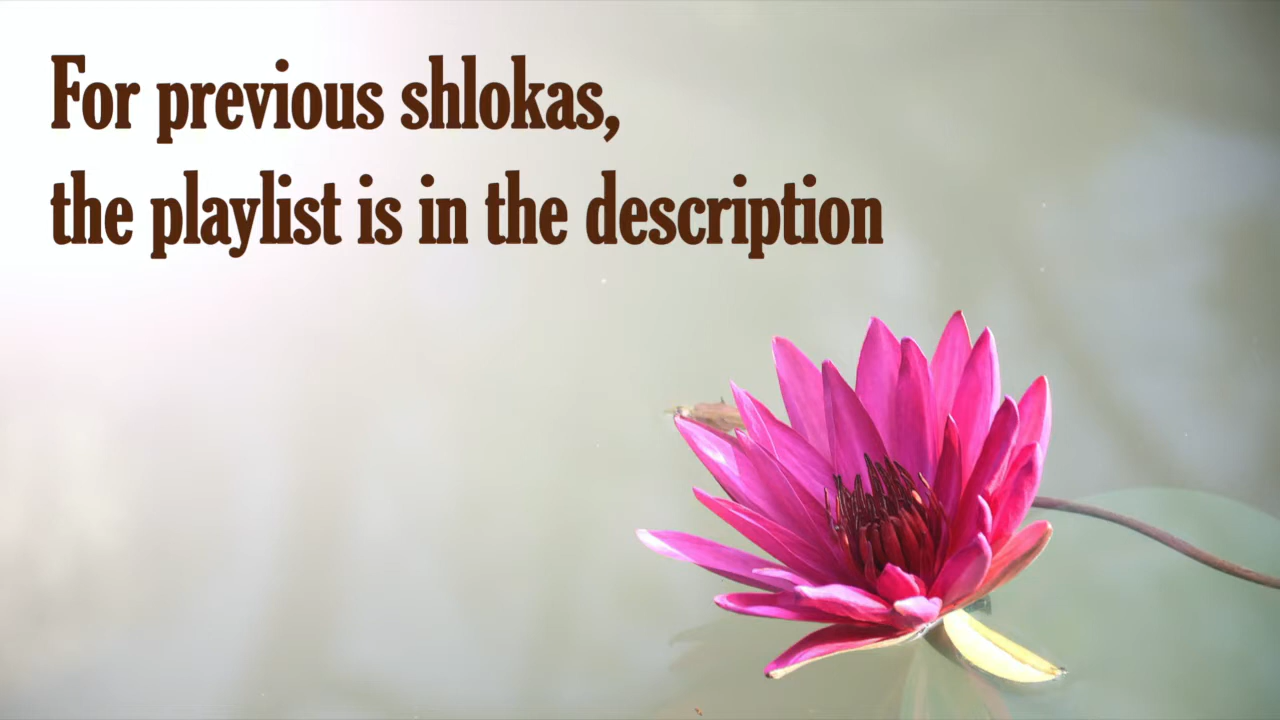 For previous shlokas,
the playlist is in the description